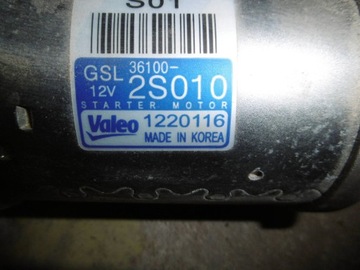 S01
GSL 36100-
12V 2S010
STARTER MOTOR
Valeo 1220116
MADE IN KOREA